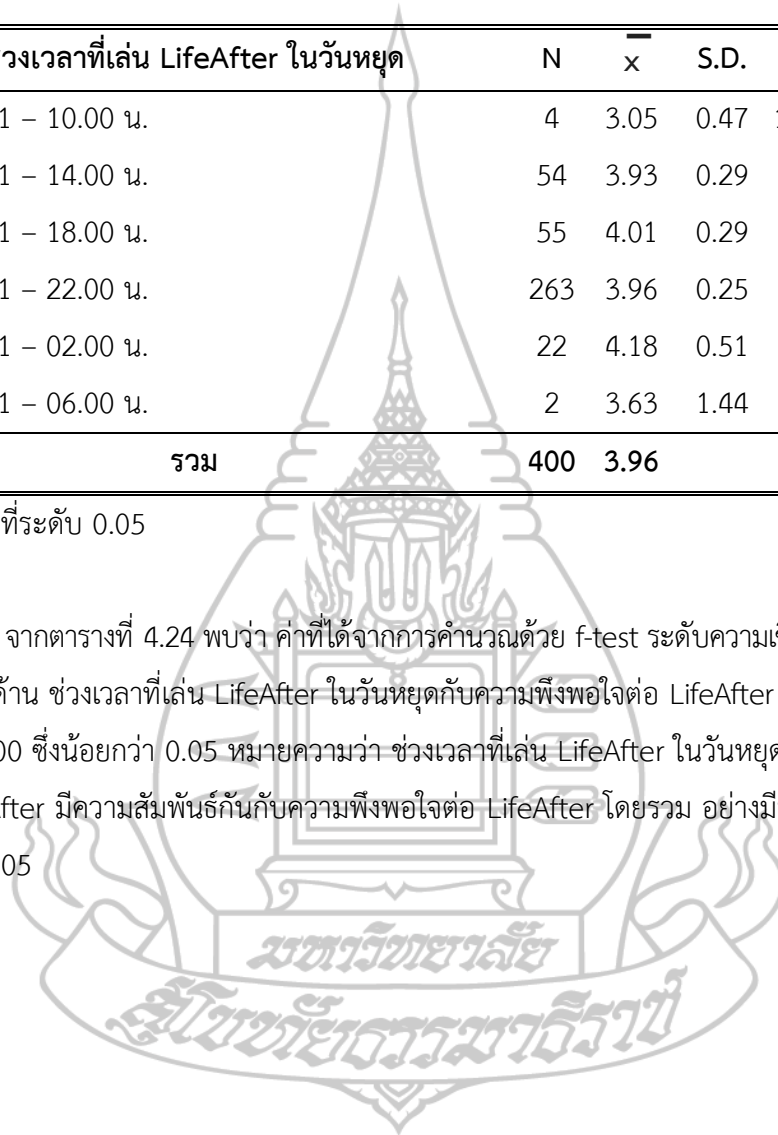 ช่วงเวลาที่เล่น LifeAfter ในวันหยุด N x̄ S.D.
1 – 10.00 น. 4 3.05 0.47
1 – 14.00 น. 54 3.93 0.29
1 – 18.00 น. 55 4.01 0.29
1 – 22.00 น. 263 3.96 0.25
1 – 02.00 น. 22 4.18 0.51
1 – 06.00 น. 2 3.63 1.44
รวม 400 3.96
ที่ระดับ 0.05
จากตารางที่ 4.24 พบว่า ค่าที่ได้จากการคำนวณด้วย f-test ระดับความ
ด้าน ช่วงเวลาที่เล่น LifeAfter ในวันหยุดกับความพึงพอใจต่อ LifeAfter
00 ซึ่งน้อยกว่า 0.05 หมายความว่า ช่วงเวลาที่เล่น LifeAfter ในวันหยุด
After มีความสัมพันธ์กันกับความพึงพอใจต่อ LifeAfter โดยรวม อย่างมี
05
มหาวิทยาลัย
สุโขทัยธรรมาธิราช